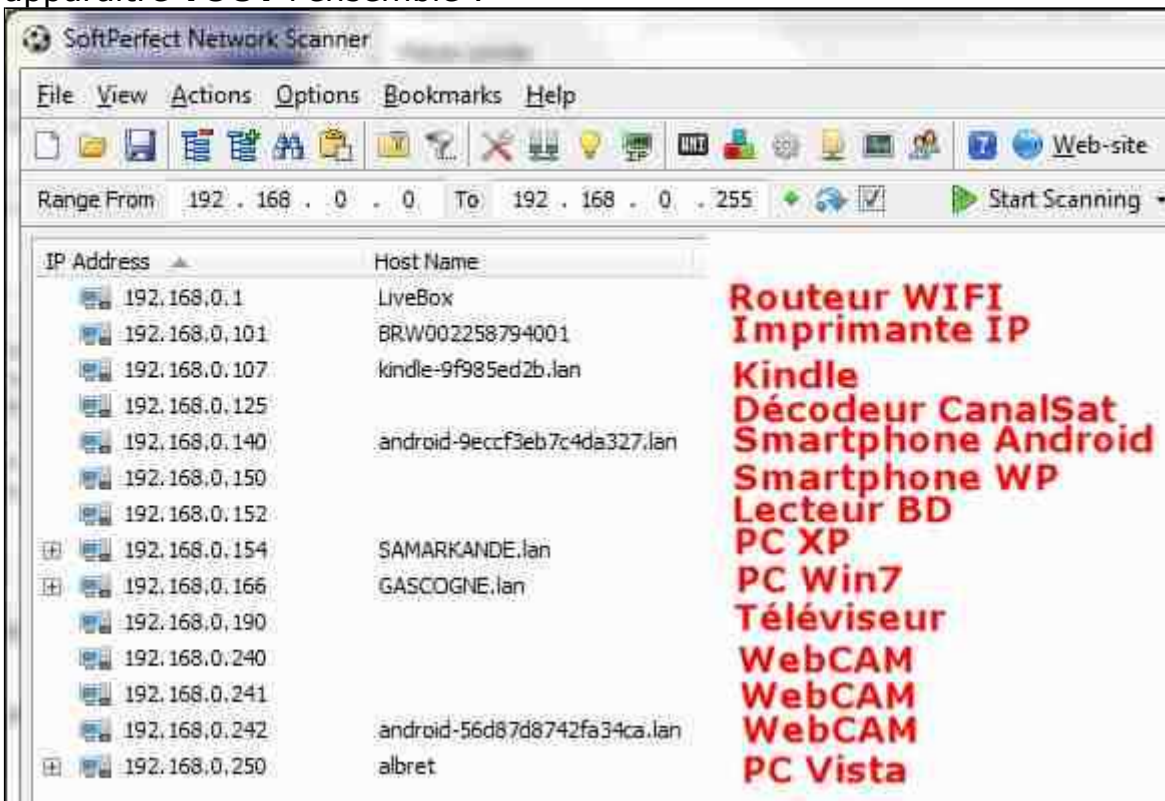 apparaître TOUT l'ensemble :
SoftPerfect Network Scanner
File View Actions Options Bookmarks Help
Web-site
Range From 192 . 168 . 0 . 0 To 192 . 168 . 0 . 255 Start Scanning
IP Address Host Name
192.168.0.1 LiveBox Routeur WIFI
192.168.0.101 BRW002258794001 Imprimante IP
192.168.0.107 kindle-9f985ed2b.lan Kindle
192.168.0.125 Décodeur CanalSat
192.168.0.140 android-9eccf3eb7c4da327.lan Smartphone Android
192.168.0.150 Smartphone WP
192.168.0.152 Lecteur BD
192.168.0.154 SAMARKANDE.lan PC XP
192.168.0.166 GASCOGNE.lan PC Win7
192.168.0.190 Téléviseur
192.168.0.240 WebCAM
192.168.0.241 WebCAM
192.168.0.242 android-56d87d8742fa34ca.lan WebCAM
192.168.0.250 albret PC Vista